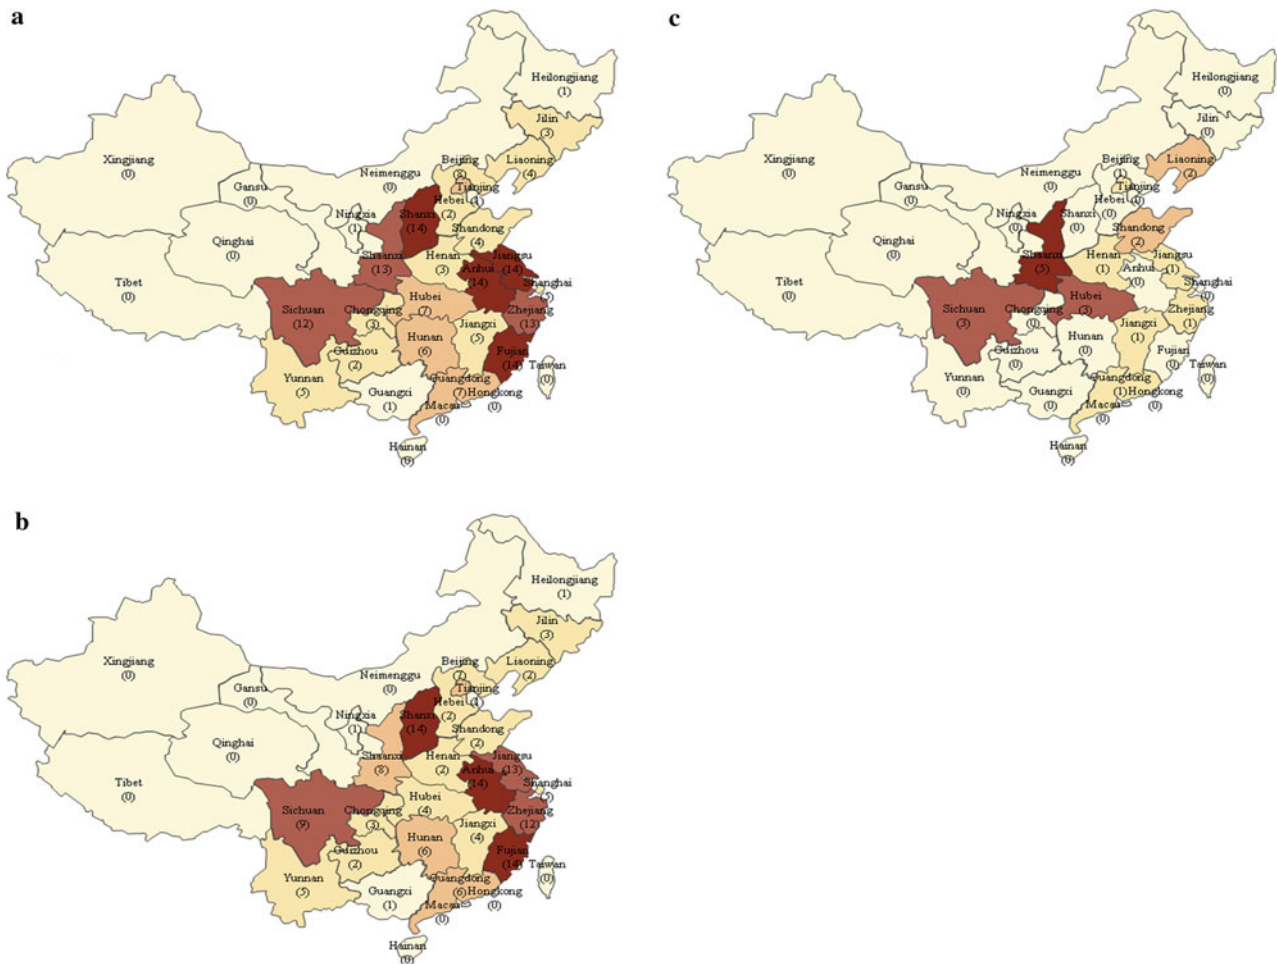 a
Heilongjiang
(1)
Jilin
(3)
Liaoning
(4)
Beijing
(8)
Tianjing
(1)
Hebei
(2)
Xingjiang
(0)
Gansu
(0)
Neimenggu
(0)
Ningxia
(1)
Shanxi
(14)
Shandong
(4)
Qinghai
(0)
Shaanxi
(13)
Henan
(3)
Jiangsu
(14)
Anhui
(14)
Shanghai
(5)
Tibet
(0)
Sichuan
(12)
Chongqing
(3)
Hubei
(7)
Zhejiang
(13)
Hunan
(6)
Jiangxi
(5)
Fujian
(14)
Taiwan
(0)
Guizhou
(2)
Yunnan
(5)
Guangxi
(1)
Guangdong
(7)
Hongkong
(0)
Macau
(0)
Hainan
(0)
c
Heilongjiang
(0)
Jilin
(0)
Liaoning
(2)
Beijing
(1)
Tianjing
(0)
Hebei
(0)
Xingjiang
(0)
Gansu
(0)
Neimenggu
(0)
Ningxia
(0)
Shanxi
(0)
Shandong
(2)
Qinghai
(0)
Shaanxi
(5)
Henan
(1)
Jiangsu
(1)
Anhui
(0)
Shanghai
(0)
Tibet
(0)
Sichuan
(3)
Chongqing
(0)
Hubei
(3)
Zhejiang
(1)
Hunan
(0)
Jiangxi
(1)
Fujian
(0)
Taiwan
(0)
Guizhou
(0)
Yunnan
(0)
Guangxi
(0)
Guangdong
(1)
Hongkong
(0)
Macau
(0)
Hainan
(0)
b
Heilongjiang
(1)
Jilin
(3)
Liaoning
(2)
Beijing
(7)
Tianjing
(1)
Hebei
(2)
Xingjiang
(0)
Gansu
(0)
Neimenggu
(0)
Ningxia
(1)
Shanxi
(14)
Shandong
(2)
Qinghai
(0)
Shaanxi
(8)
Henan
(2)
Jiangsu
(13)
Anhui
(14)
Shanghai
(5)
Tibet
(0)
Sichuan
(9)
Chongqing
(3)
Hubei
(4)
Zhejiang
(12)
Hunan
(6)
Jiangxi
(4)
Fujian
(14)
Taiwan
(0)
Guizhou
(2)
Yunnan
(5)
Guangxi
(1)
Guangdong
(6)
Hongkong
(0)
Macau
(0)
Hainan
(0)